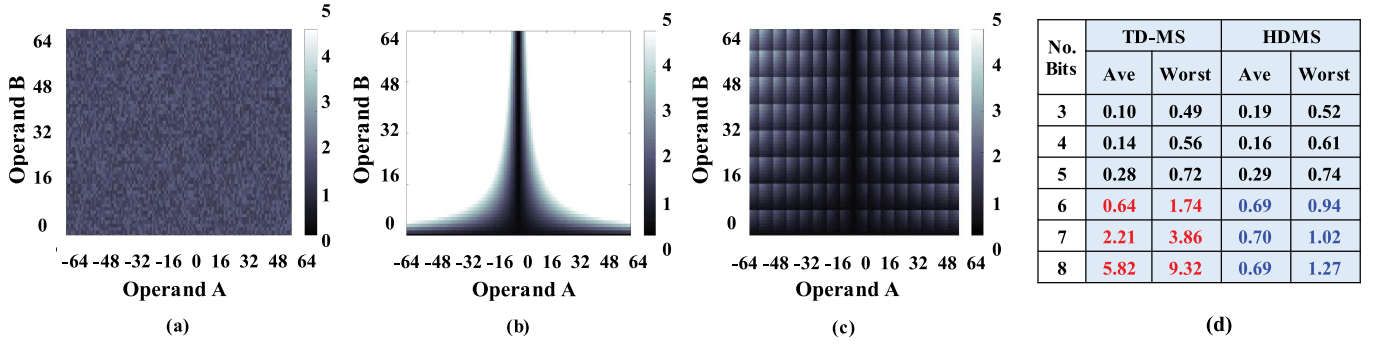 64
48
32
16
0
Operand B
-64 -48 -32 -16 0 16 32 48 64
Operand A
5
4
3
2
1
0
(a)
64
48
32
16
0
Operand B
-64 -48 -32 -16 0 16 32 48 64
Operand A
5
4
3
2
1
0
(b)
64
48
32
16
0
Operand B
-64 -48 -32 -16 0 16 32 48 64
Operand A
5
4
3
2
1
0
(c)
No. Bits TD-MS HDMS
Ave Worst Ave Worst
3 0.10 0.49 0.19 0.52
4 0.14 0.56 0.16 0.61
5 0.28 0.72 0.29 0.74
6 0.64 1.74 0.69 0.94
7 2.21 3.86 0.70 1.02
8 5.82 9.32 0.69 1.27
(d)